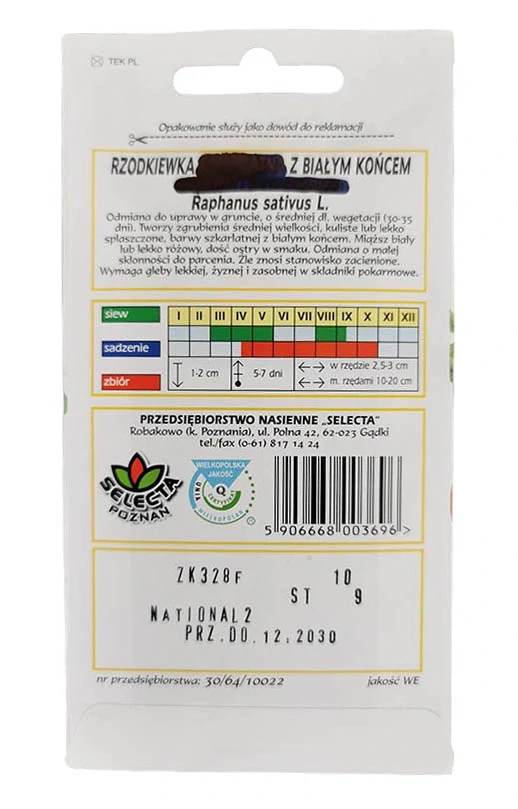 TEK PL
Opakowanie służy jako dowód do reklamacji
RZODKIEWKA Z BIAŁYM KOŃCEM
Raphanus sativus L.
Odmiana do uprawy w gruncie, o średniej dł. wegetacji (30-35
dni). Tworzy zgrubienia średniej wielkości, kuliste lub lekko
spłaszczone, barwy szkarłatnej z białym końcem. Miąższ biały
lub lekko różowy, dość ostry w smaku. Odmiana o małej
skłonności do parcenia. Źle znosi stanowisko zacienione.
Wymaga gleby lekkiej, żyznej i zasobnej w składniki pokarmowe.
siew I II III IV V VI VII VIII IX X XI XII
sadzenie
zbiór 1-2 cm 5-7 dni w rzędzie 2,5-3 cm
m. rzędami 10-20 cm
PRZEDSIĘBIORSTWO NASIENNE „SELECTA”
Robakowo (k. Poznania), ul. Polna 42, 62-023 Gądki
tel./fax (0-61) 817 14 24
SELECTA
POZNAŃ
WIELKOPOLSKA
JAKOŚĆ
Q
CERTYFIKAT
WIELKOPOLAN
5 906668 003696 >
ZK328F 10
ST 9
NATIONAL2
PRZ.DO.12.2030
nr przedsiębiorstwa: 30/64/10022 jakość WE